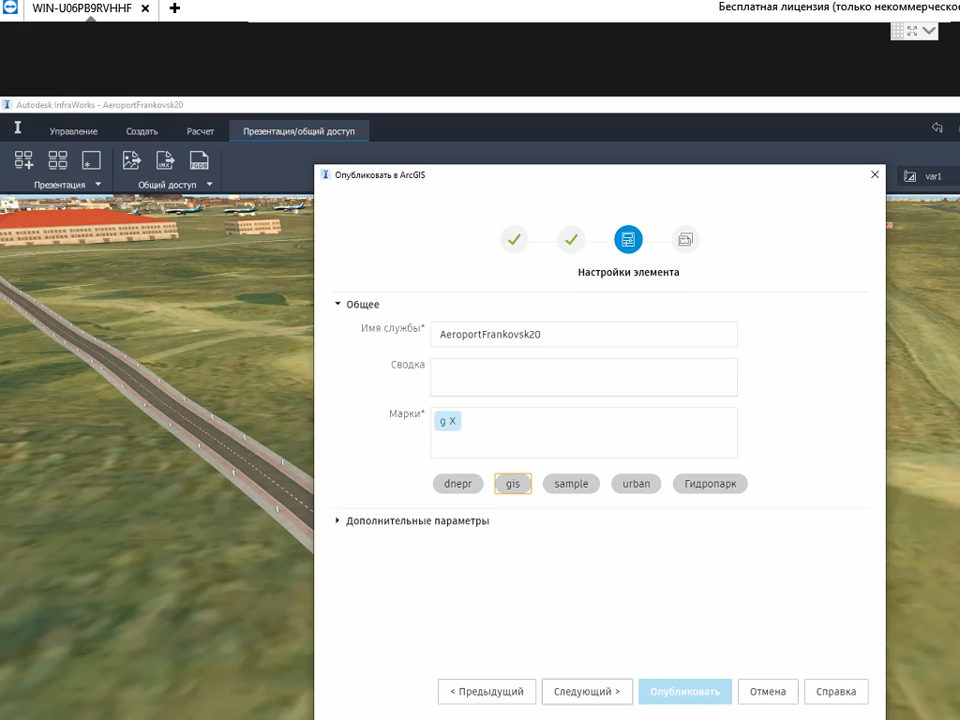 WIN-U06PB9RVHHF
Бесплатная лицензия (только некоммерческо
Autodesk InfraWorks - AeroportFrankovsk20
Управление Создать Расчет Презентация/общий доступ
Презентация Общий доступ
var1
Опубликовать в ArcGIS
Настройки элемента
Общее
Имя службы* AeroportFrankovsk20
Сводка
Марки* g X
dnepr gis sample urban Гидропарк
Дополнительные параметры
< Предыдущий Следующий > Опубликовать Отмена Справка